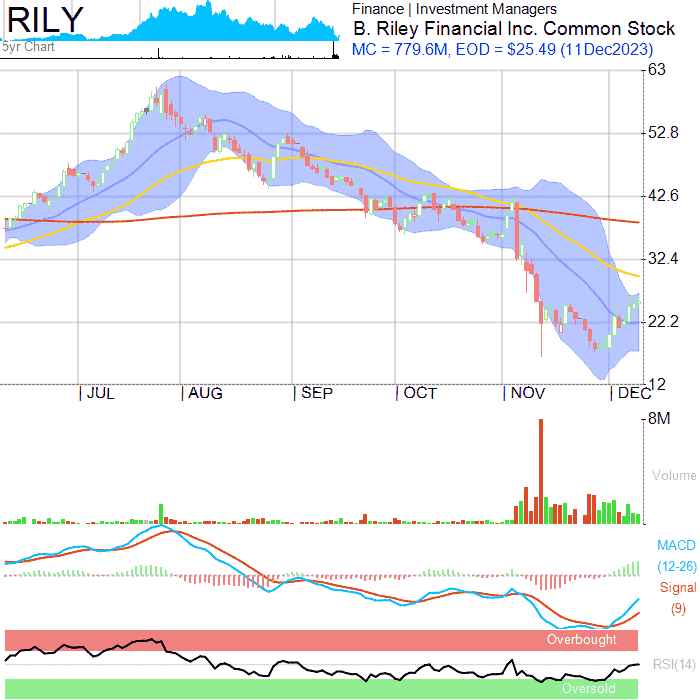 RILY
Finance | Investment Managers
B. Riley Financial Inc. Common Stock
MC = 779.6M, EOD = $25.49 (11Dec2023)
5yr Chart
63
52.8
42.6
32.4
22.2
12
JUL
AUG
SEP
OCT
NOV
DEC
8M
Volume
MACD
(12-26)
Signal
(9)
Overbought
RSI(14)
Oversold